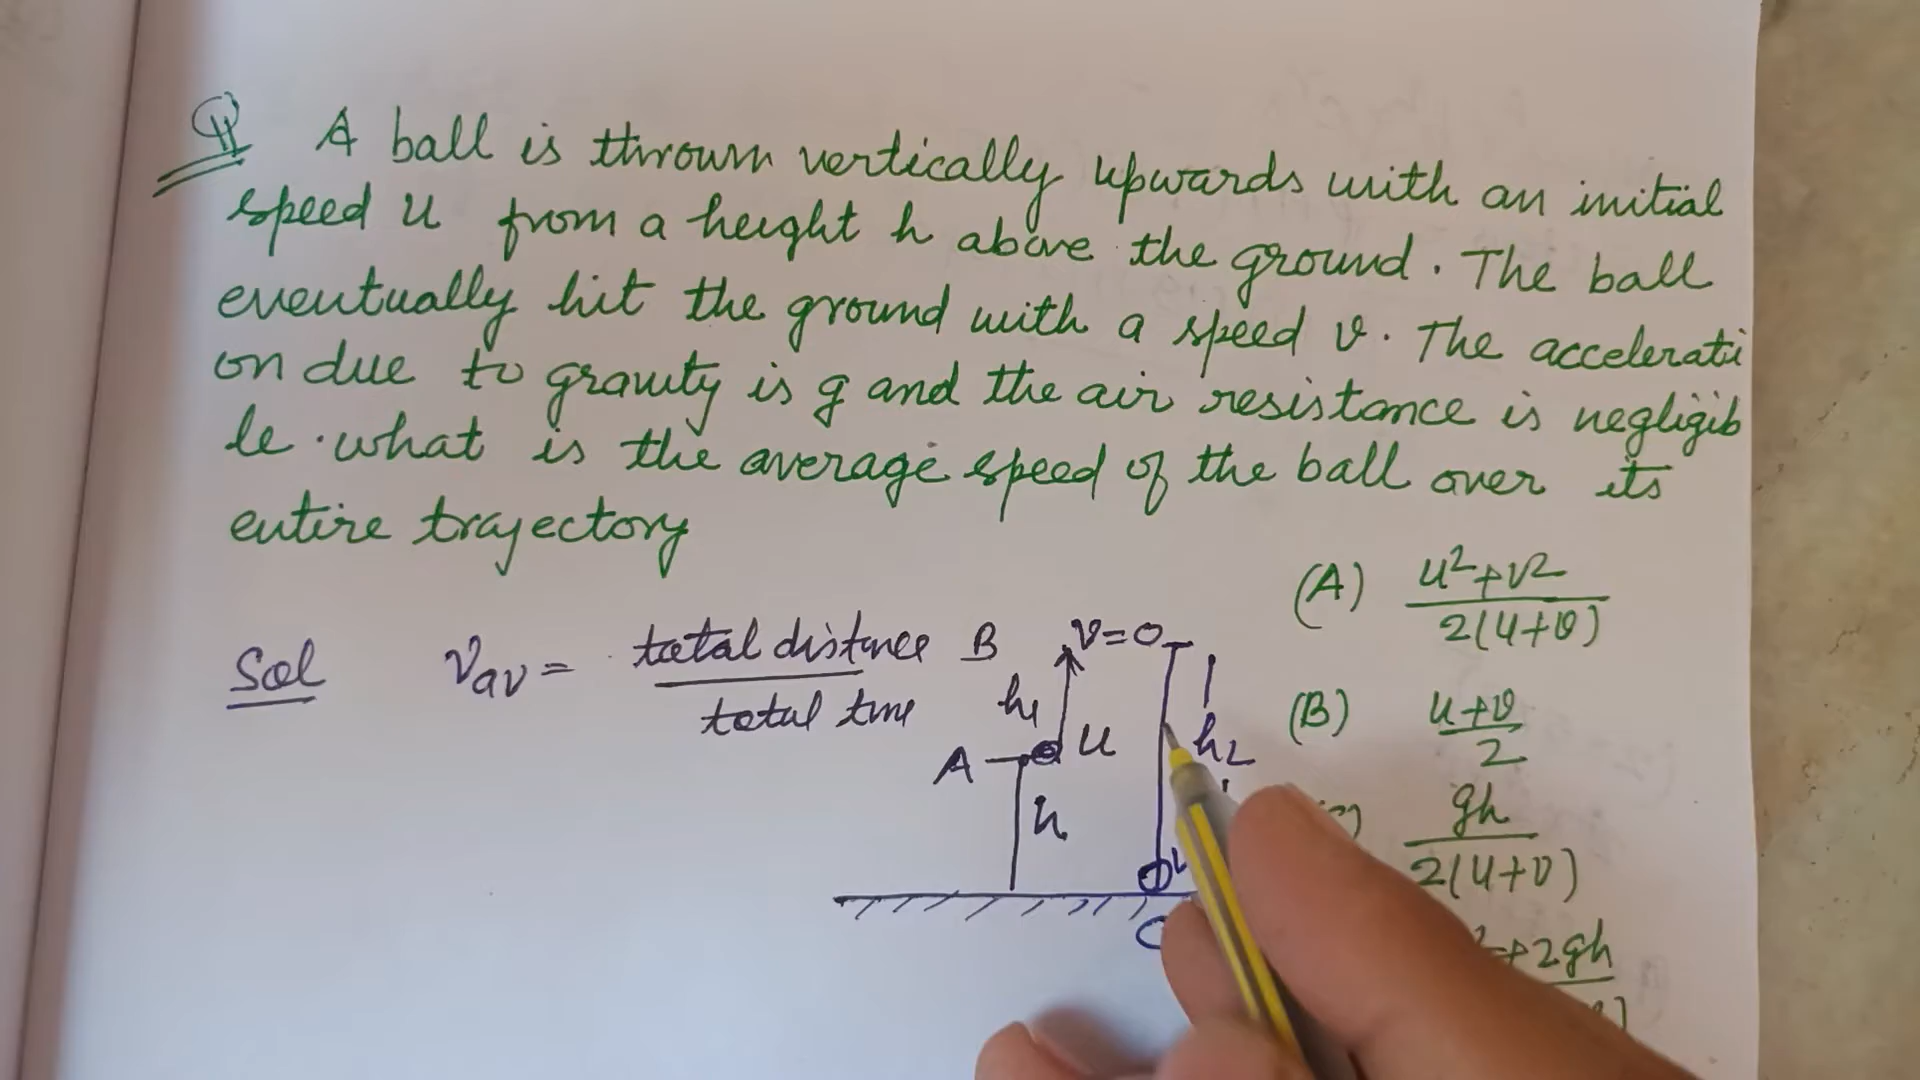 Q
A ball is thrown vertically upwards with an initial
speed u from a height h above the ground. The ball
eventually hit the ground with a speed v. The accelerati
on due to gravity is g and the air resistance is negligib
le. what is the average speed of the ball over its
entire trajectory
(A) u²+v² / 2(u+v)
(B) u+v / 2
gh / 2(u+v)
+2gh
Sol Vav = total distance / total time
B V=0
h1
u
h2
A
h
C